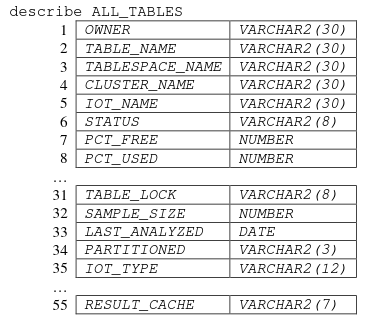 describe ALL_TABLES
1 OWNER VARCHAR2(30)
2 TABLE_NAME VARCHAR2(30)
3 TABLESPACE_NAME VARCHAR2(30)
4 CLUSTER_NAME VARCHAR2(30)
5 IOT_NAME VARCHAR2(30)
6 STATUS VARCHAR2(8)
7 PCT_FREE NUMBER
8 PCT_USED NUMBER
...
31 TABLE_LOCK VARCHAR2(8)
32 SAMPLE_SIZE NUMBER
33 LAST_ANALYZED DATE
34 PARTITIONED VARCHAR2(3)
35 IOT_TYPE VARCHAR2(12)
...
55 RESULT_CACHE VARCHAR2(7)